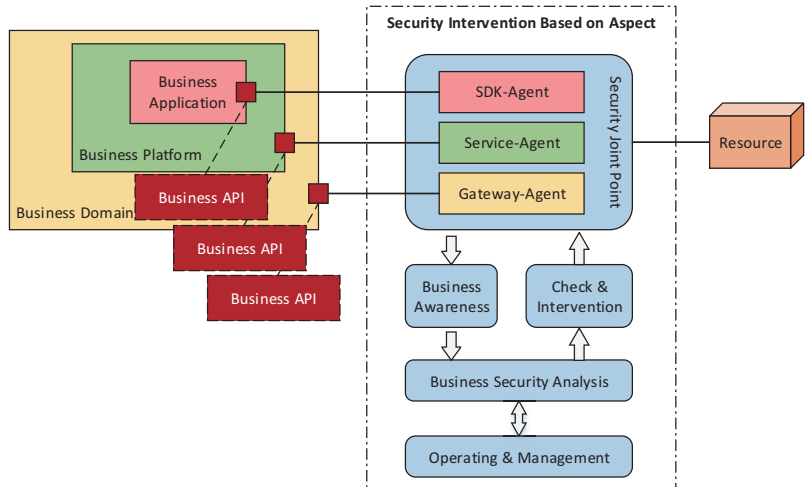 Security Intervention Based on Aspect
Business
Application
Business Platform
Business Domain
Business API
Business API
Business API
SDK-Agent
Service-Agent
Gateway-Agent
Security Joint Point
Resource
Business
Awareness
Check &
Intervention
Business Security Analysis
Operating & Management